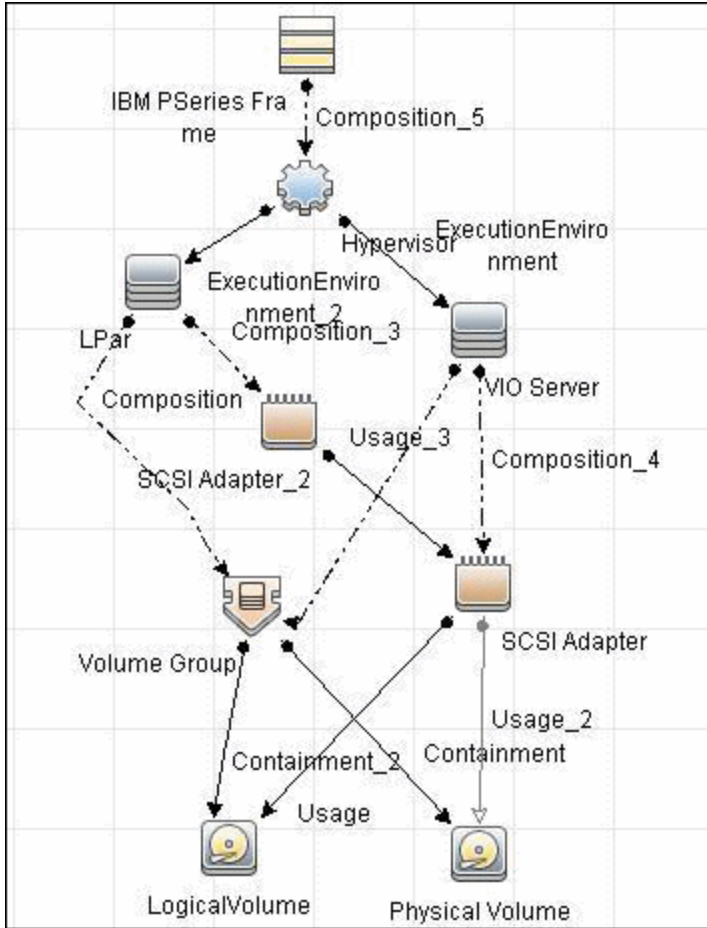 IBM PSeries Fra
me
Composition_5
Hypervisor
ExecutionEnviro
nment
ExecutionEnviro
nment_2
Composition_3
LPar
VIO Server
Composition
Usage_3
Composition_4
SCSI Adapter_2
SCSI Adapter
Volume Group
Usage_2
Containment_2
Containment
Usage
LogicalVolume
Physical Volume